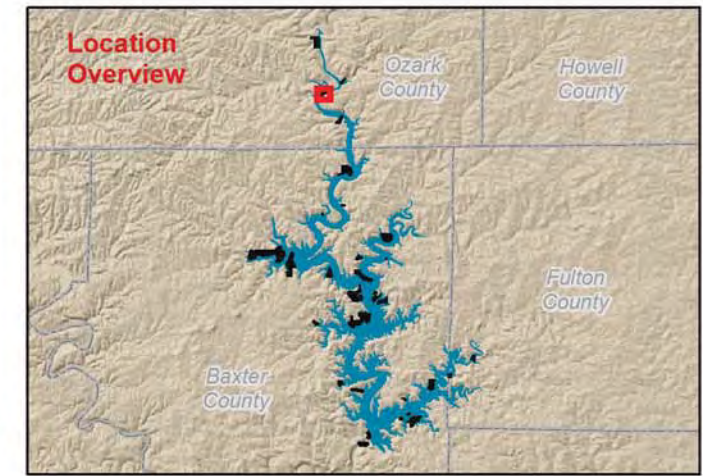 Location
Overview
Ozark
County
Howell
County
Fulton
County
Baxter
County